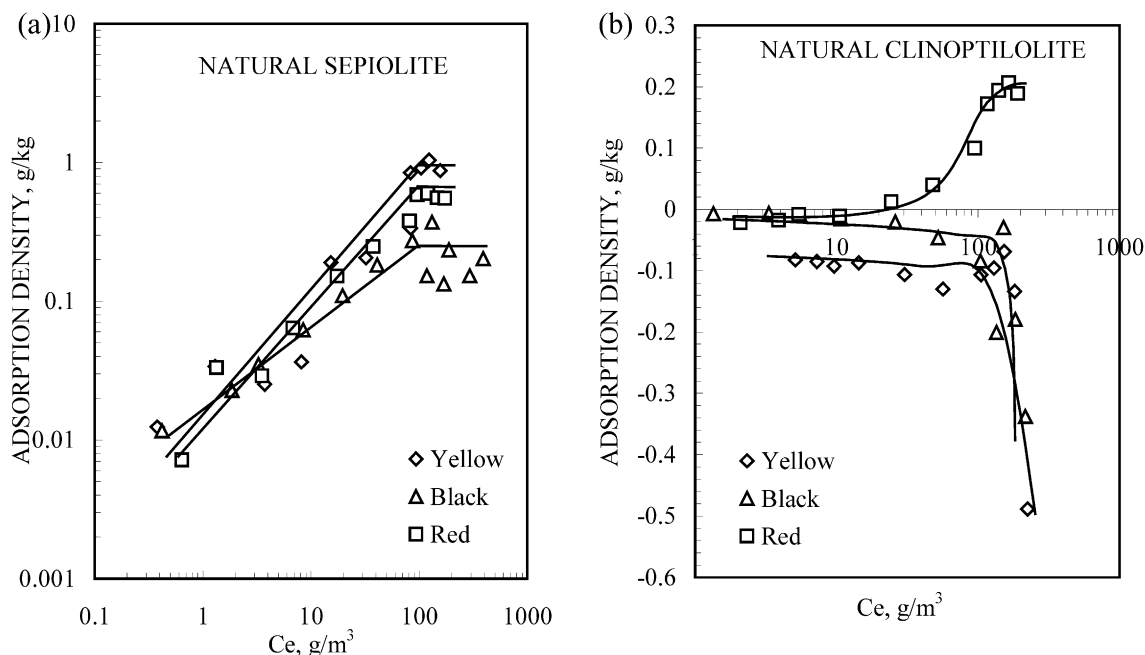 (a)
NATURAL SEPIOLITE
ADSORPTION DENSITY, g/kg
10
1
0.1
0.01
0.001
0.1
1
10
100
1000
Ce, g/m³
Yellow
Black
Red
(b)
NATURAL CLINOPTILOLITE
ADSORPTION DENSITY, g/kg
0.3
0.2
0.1
0
-0.1
-0.2
-0.3
-0.4
-0.5
-0.6
10
100
1000
Yellow
Black
Red
Ce, g/m³